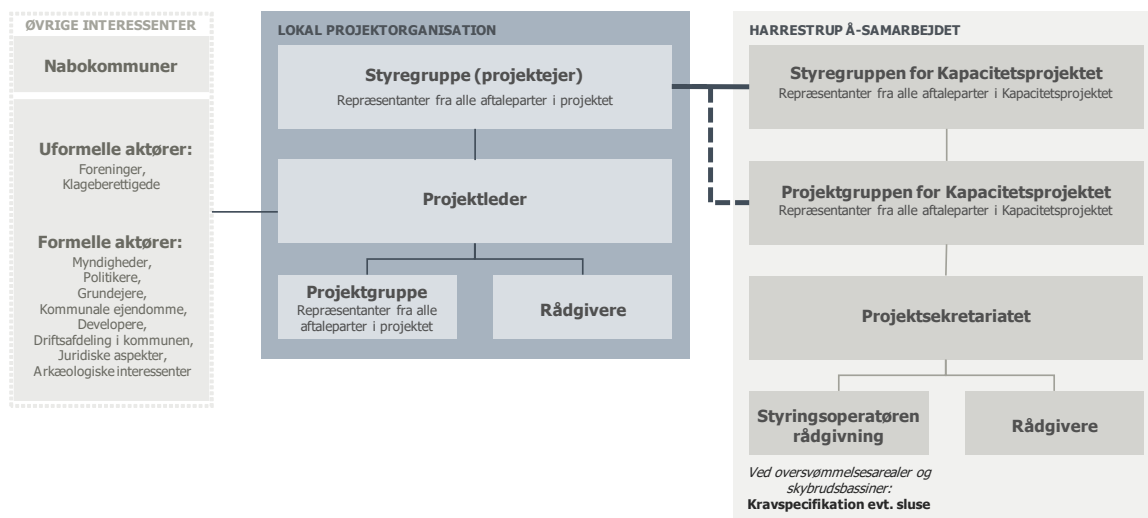 ØVRIGE INTERESSENTER
Nabokommuner
Uformelle aktører:
Foreninger,
Klageberettigede
Formelle aktører:
Myndigheder,
Politikere,
Grundejere,
Kommunale ejendomme,
Developere,
Driftsafdeling i kommunen,
Juridiske aspekter,
Arkæologiske interessenter
LOKAL PROJEKTORGANISATION
Styregruppe (projektejer)
Repræsentanter fra alle aftaleparter i projektet
Projektleder
Projektgruppe
Repræsentanter fra alle
aftaleparter i projektet
Rådgivere
HARRESTRUP Å-SAMARBEJDET
Styregruppen for Kapacitetsprojektet
Repræsentanter fra alle aftaleparter i Kapacitetsprojektet
Projektgruppen for Kapacitetsprojektet
Repræsentanter fra alle aftaleparter i Kapacitetsprojektet
Projektsekretariatet
Styringsoperatøren
rådgivning
Rådgivere
Ved oversvømmelsesarealer og
skybrudsbassiner:
Kravspecifikation evt. sluse